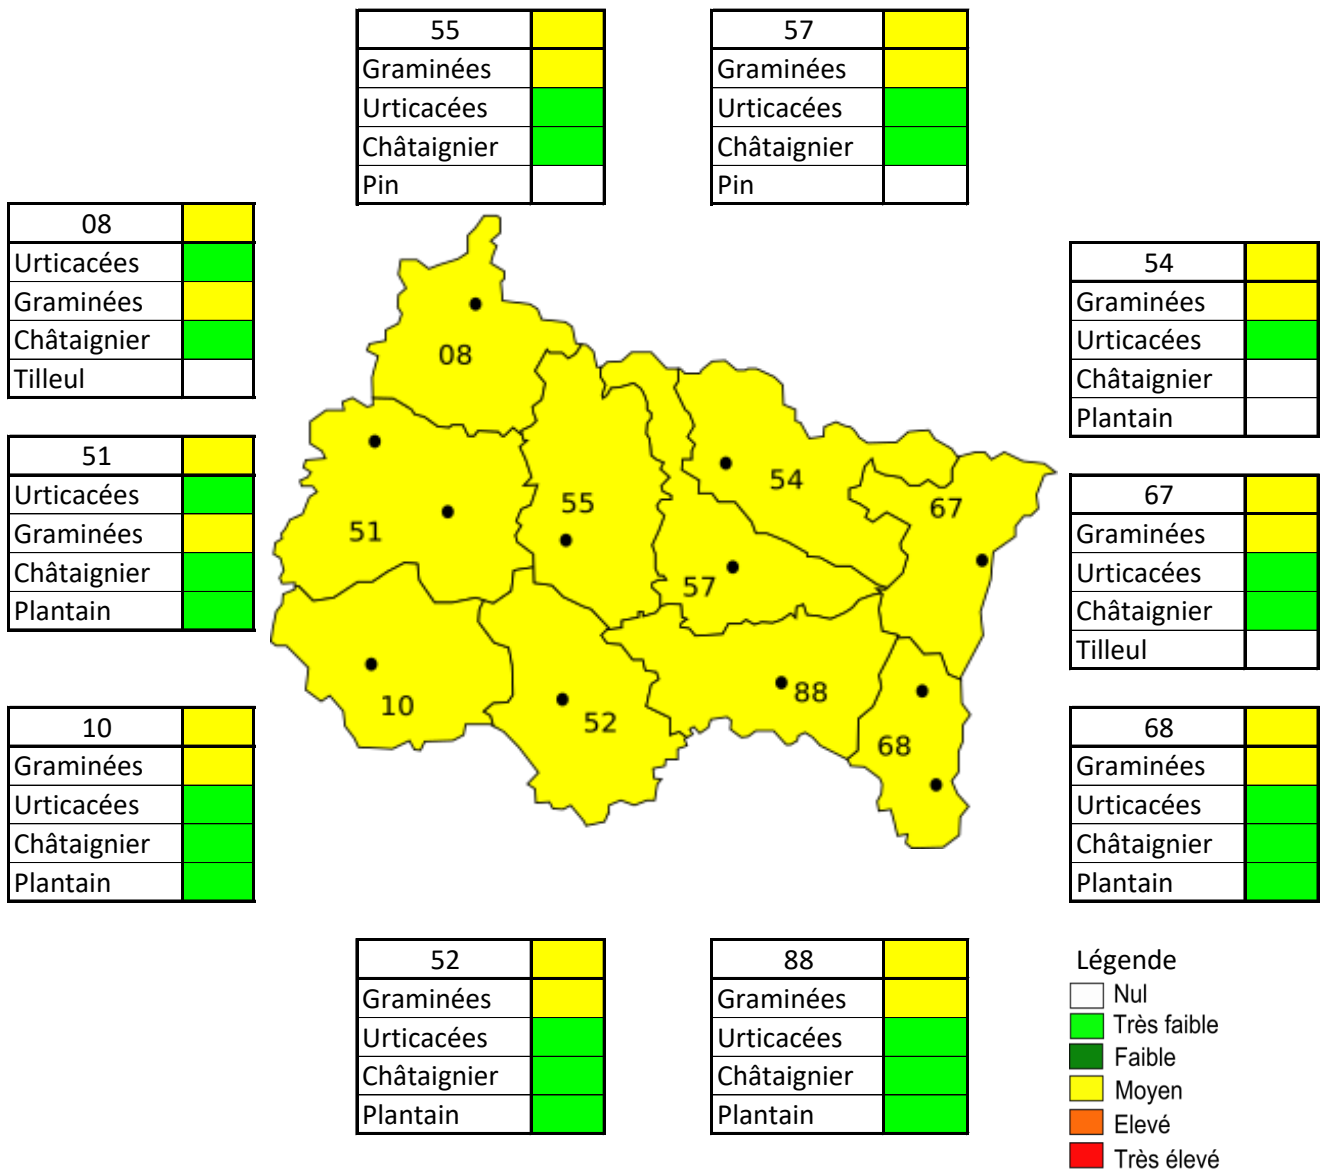 55
Graminées
Urticacées
Châtaignier
Pin
57
Graminées
Urticacées
Châtaignier
Pin
08
Urticacées
Graminées
Châtaignier
Tilleul
51
Urticacées
Graminées
Châtaignier
Plantain
10
Graminées
Urticacées
Châtaignier
Plantain
08
51
55
54
67
57
10
52
88
68
54
Graminées
Urticacées
Châtaignier
Plantain
67
Graminées
Urticacées
Châtaignier
Tilleul
68
Graminées
Urticacées
Châtaignier
Plantain
52
Graminées
Urticacées
Châtaignier
Plantain
88
Graminées
Urticacées
Châtaignier
Plantain
Légende
Nul
Très faible
Faible
Moyen
Elevé
Très élevé